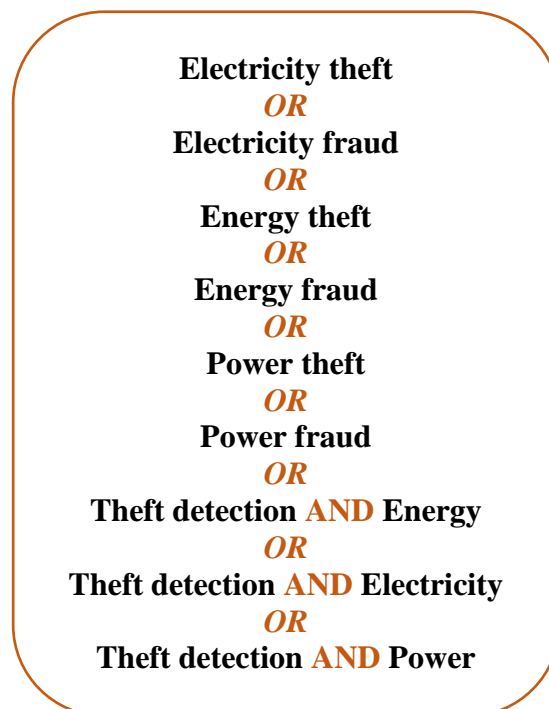 Electricity theft
OR
Electricity fraud
OR
Energy theft
OR
Energy fraud
OR
Power theft
OR
Power fraud
OR
Theft detection AND Energy
OR
Theft detection AND Electricity
OR
Theft detection AND Power